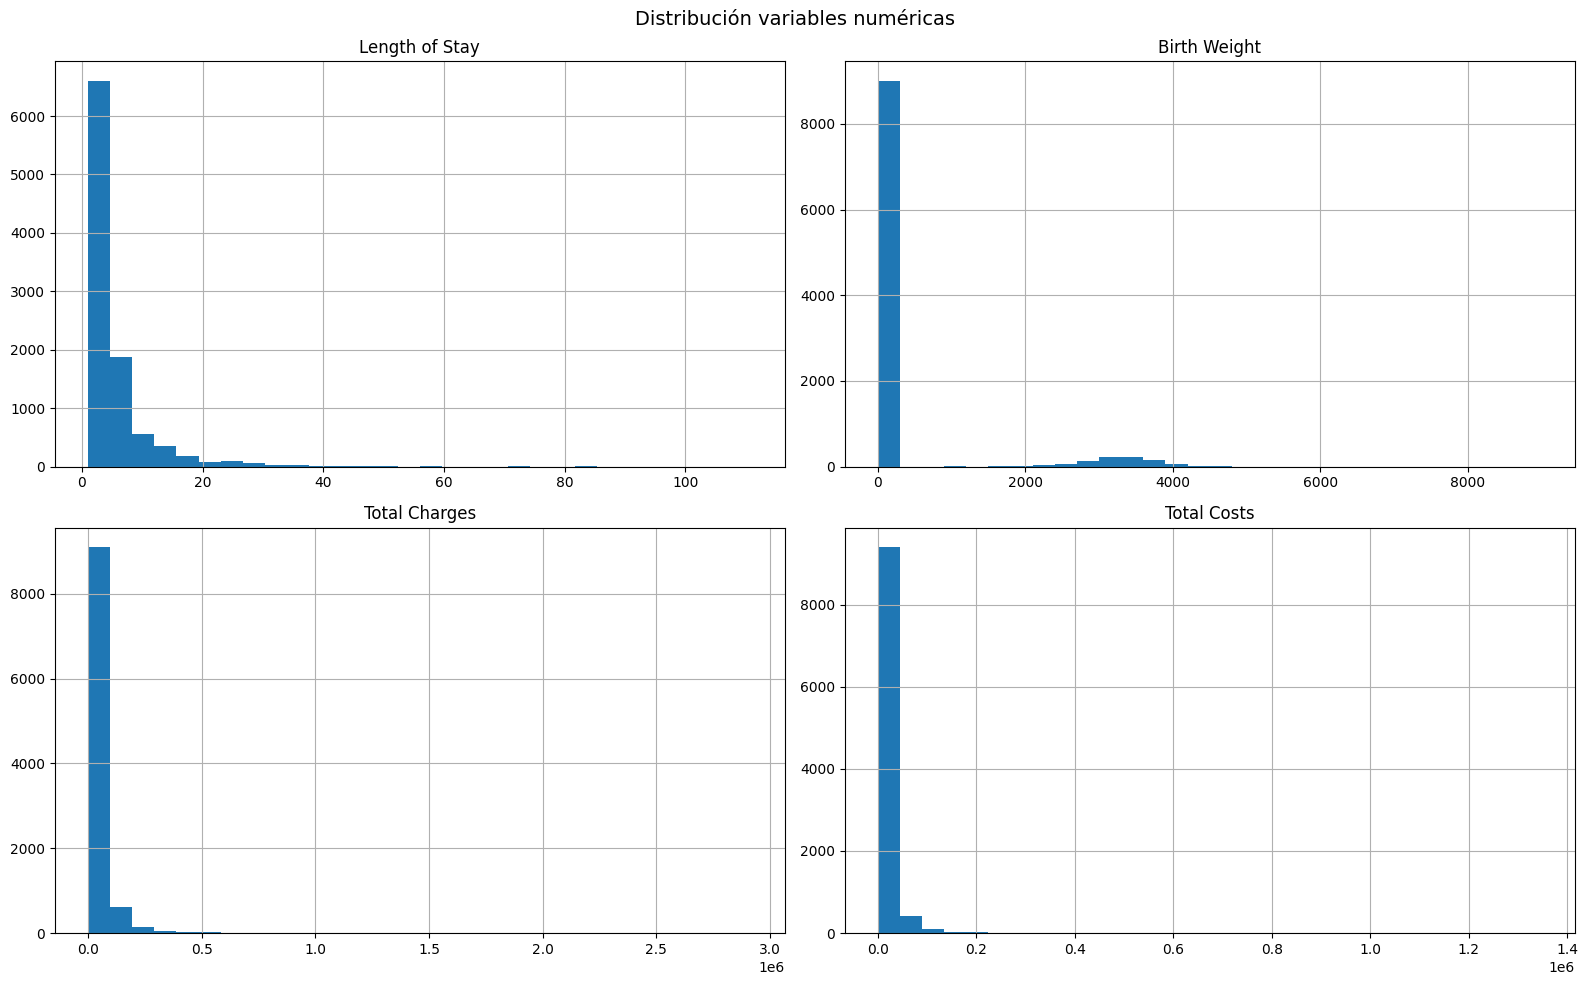 Distribución variables numéricas
Length of Stay
6000
5000
4000
3000
2000
1000
0
0 20 40 60 80 100
Birth Weight
8000
6000
4000
2000
0
0 2000 4000 6000 8000
Total Charges
8000
6000
4000
2000
0
0.0 0.5 1.0 1.5 2.0 2.5 3.0
1e6
Total Costs
8000
6000
4000
2000
0
0.0 0.2 0.4 0.6 0.8 1.0 1.2 1.4
1e6